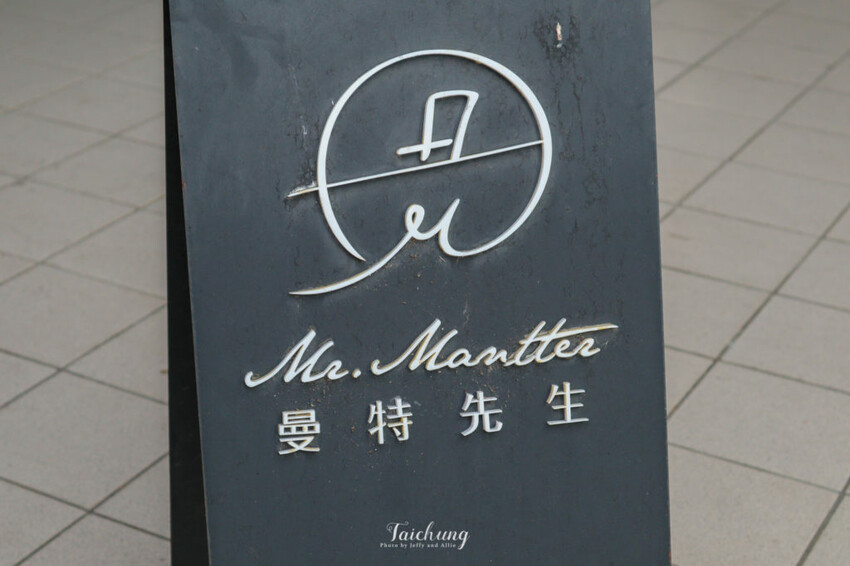 Mr. Mantter
曼特先生
Taichung
Photo by Jeffy and Allie